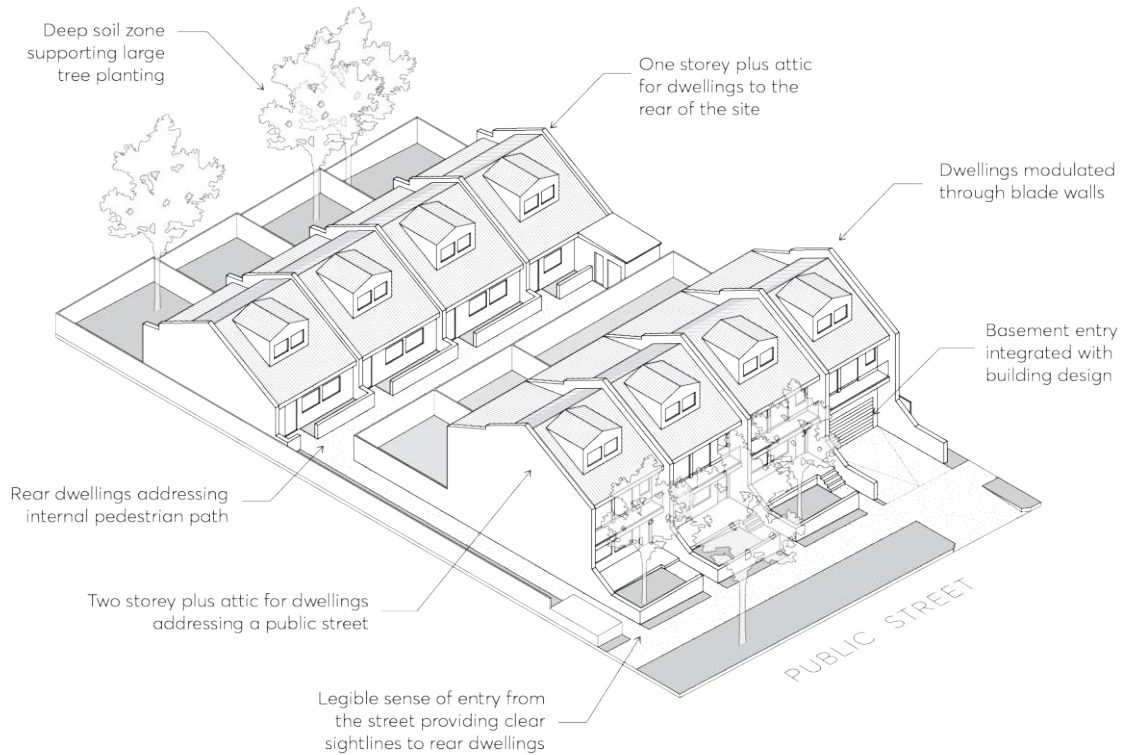 Deep soil zone
supporting large
tree planting
One storey plus attic
for dwellings to the
rear of the site
Dwellings modulated
through blade walls
Basement entry
integrated with
building design
Rear dwellings addressing
internal pedestrian path
Two storey plus attic for dwellings
addressing a public street
PUBLIC STREET
Legible sense of entry from
the street providing clear
sightlines to rear dwellings